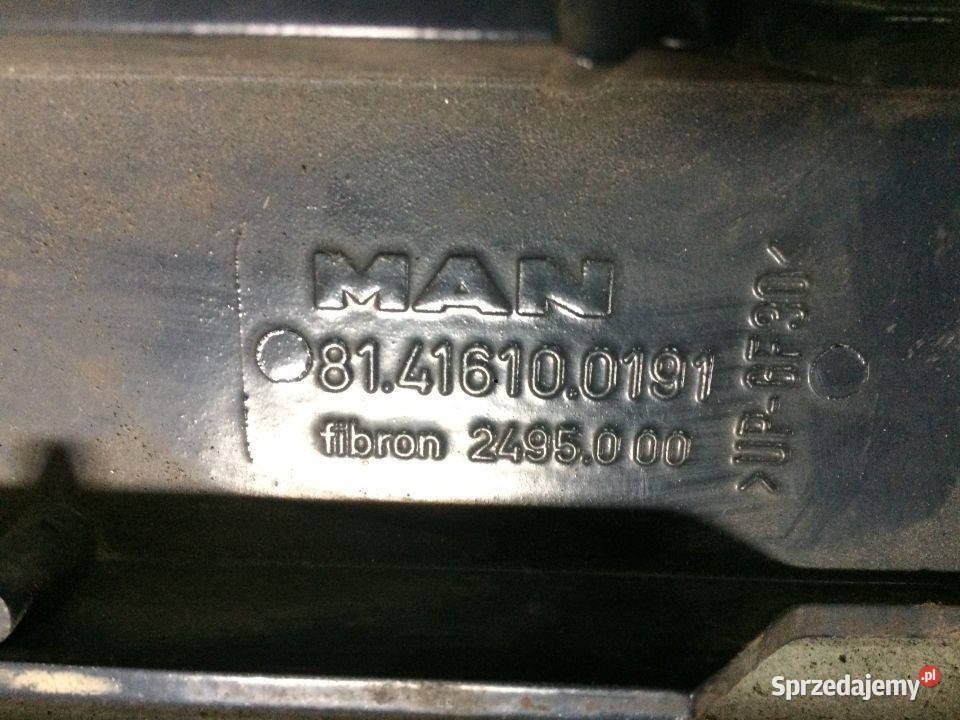 MAN
81.41610.0191
fibron 2495.0 00
>UP-GF30<
Sprzedajemy.pl